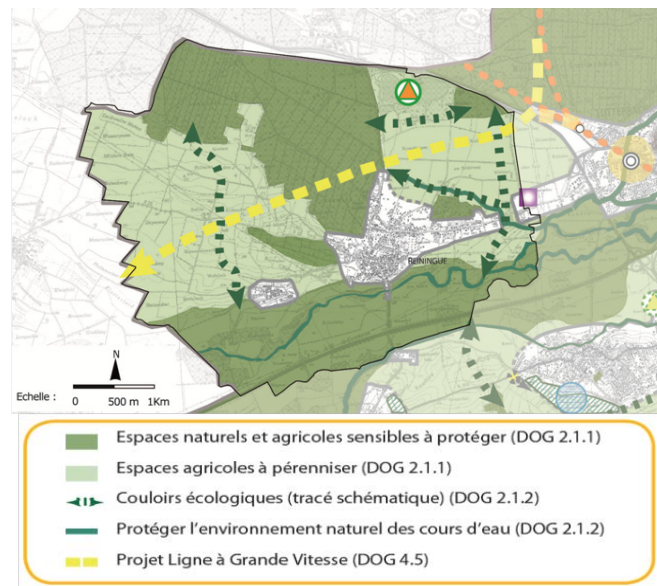 REININGUE
N
Echelle :
0 500 m 1Km
Espaces naturels et agricoles sensibles à protéger (DOG 2.1.1)
Espaces agricoles à pérenniser (DOG 2.1.1)
Couloirs écologiques (tracé schématique) (DOG 2.1.2)
Protéger l'environnement naturel des cours d'eau (DOG 2.1.2)
Projet Ligne à Grande Vitesse (DOG 4.5)